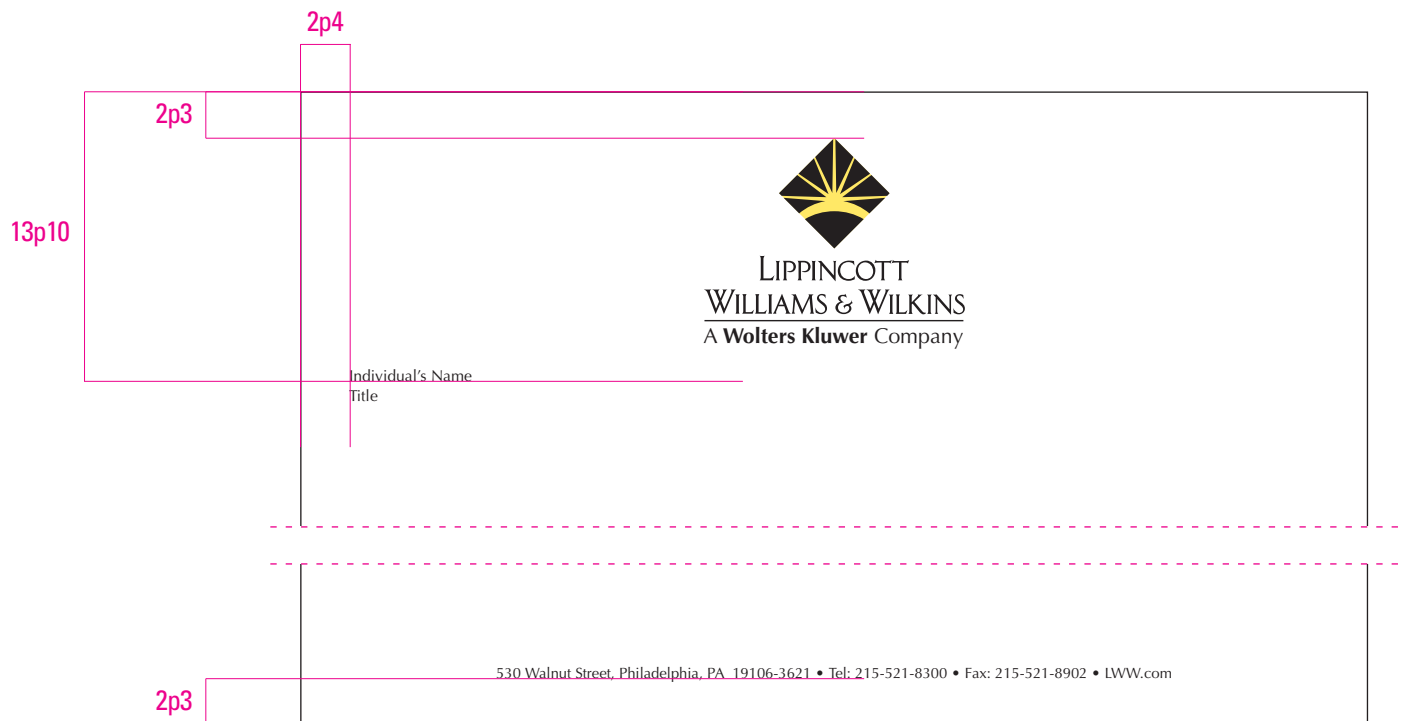 2p4
2p3
13p10
LIPPINCOTT
WILLIAMS & WILKINS
A Wolters Kluwer Company
Individual’s Name
Title
530 Walnut Street, Philadelphia, PA  19106-3621 • Tel: 215-521-8300 • Fax: 215-521-8902 • LWW.com
2p3